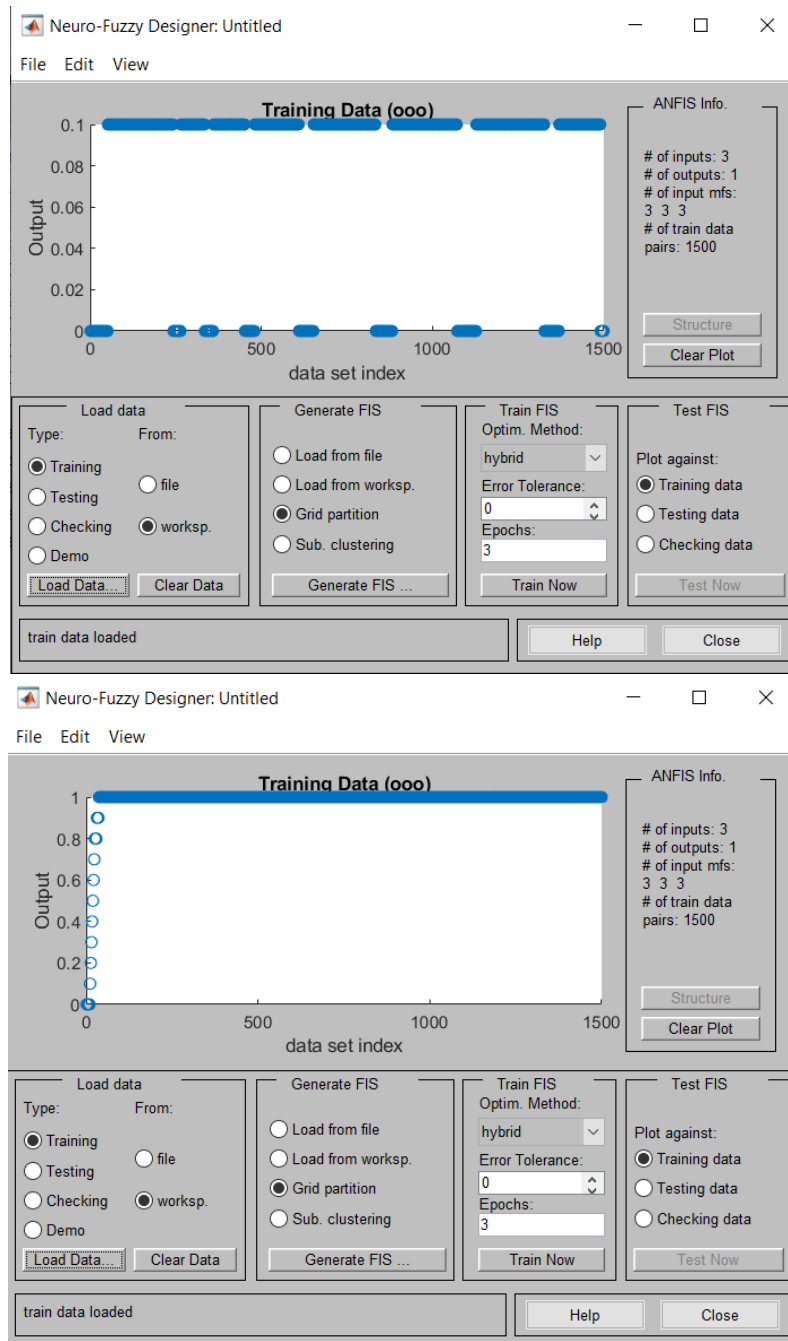 Neuro-Fuzzy Designer: Untitled
File Edit View
Training Data (ooo)
0.1
0.08
0.06
0.04
0.02
0
Output
0 500 1000 1500
data set index
ANFIS Info.
# of inputs: 3
# of outputs: 1
# of input mfs:
3 3 3
# of train data
pairs: 1500
Structure
Clear Plot
Load data
Type: From:
Training
Testing
Checking
Demo
file
worksp.
Load Data...
Clear Data
Generate FIS
Load from file
Load from worksp.
Grid partition
Sub. clustering
Generate FIS ...
Train FIS
Optim. Method:
hybrid
Error Tolerance:
0
Epochs:
3
Train Now
Test FIS
Plot against:
Training data
Testing data
Checking data
Test Now
train data loaded
Help
Close
Neuro-Fuzzy Designer: Untitled
File Edit View
Training Data (ooo)
1
0.8
0.6
0.4
0.2
0
Output
0 500 1000 1500
data set index
ANFIS Info.
# of inputs: 3
# of outputs: 1
# of input mfs:
3 3 3
# of train data
pairs: 1500
Structure
Clear Plot
Load data
Type: From:
Training
Testing
Checking
Demo
file
worksp.
Load Data...
Clear Data
Generate FIS
Load from file
Load from worksp.
Grid partition
Sub. clustering
Generate FIS ...
Train FIS
Optim. Method:
hybrid
Error Tolerance:
0
Epochs:
3
Train Now
Test FIS
Plot against:
Training data
Testing data
Checking data
Test Now
train data loaded
Help
Close